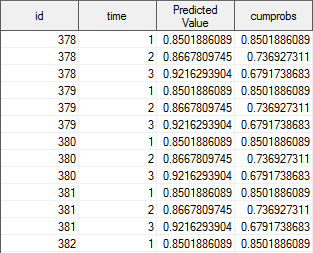 id time Predicted Value cumprobs
378 1 0.8501886089 0.8501886089
378 2 0.8667809745 0.736927311
378 3 0.9216293904 0.6791738683
379 1 0.8501886089 0.8501886089
379 2 0.8667809745 0.736927311
379 3 0.9216293904 0.6791738683
380 1 0.8501886089 0.8501886089
380 2 0.8667809745 0.736927311
380 3 0.9216293904 0.6791738683
381 1 0.8501886089 0.8501886089
381 2 0.8667809745 0.736927311
381 3 0.9216293904 0.6791738683
382 1 0.8501886089 0.8501886089